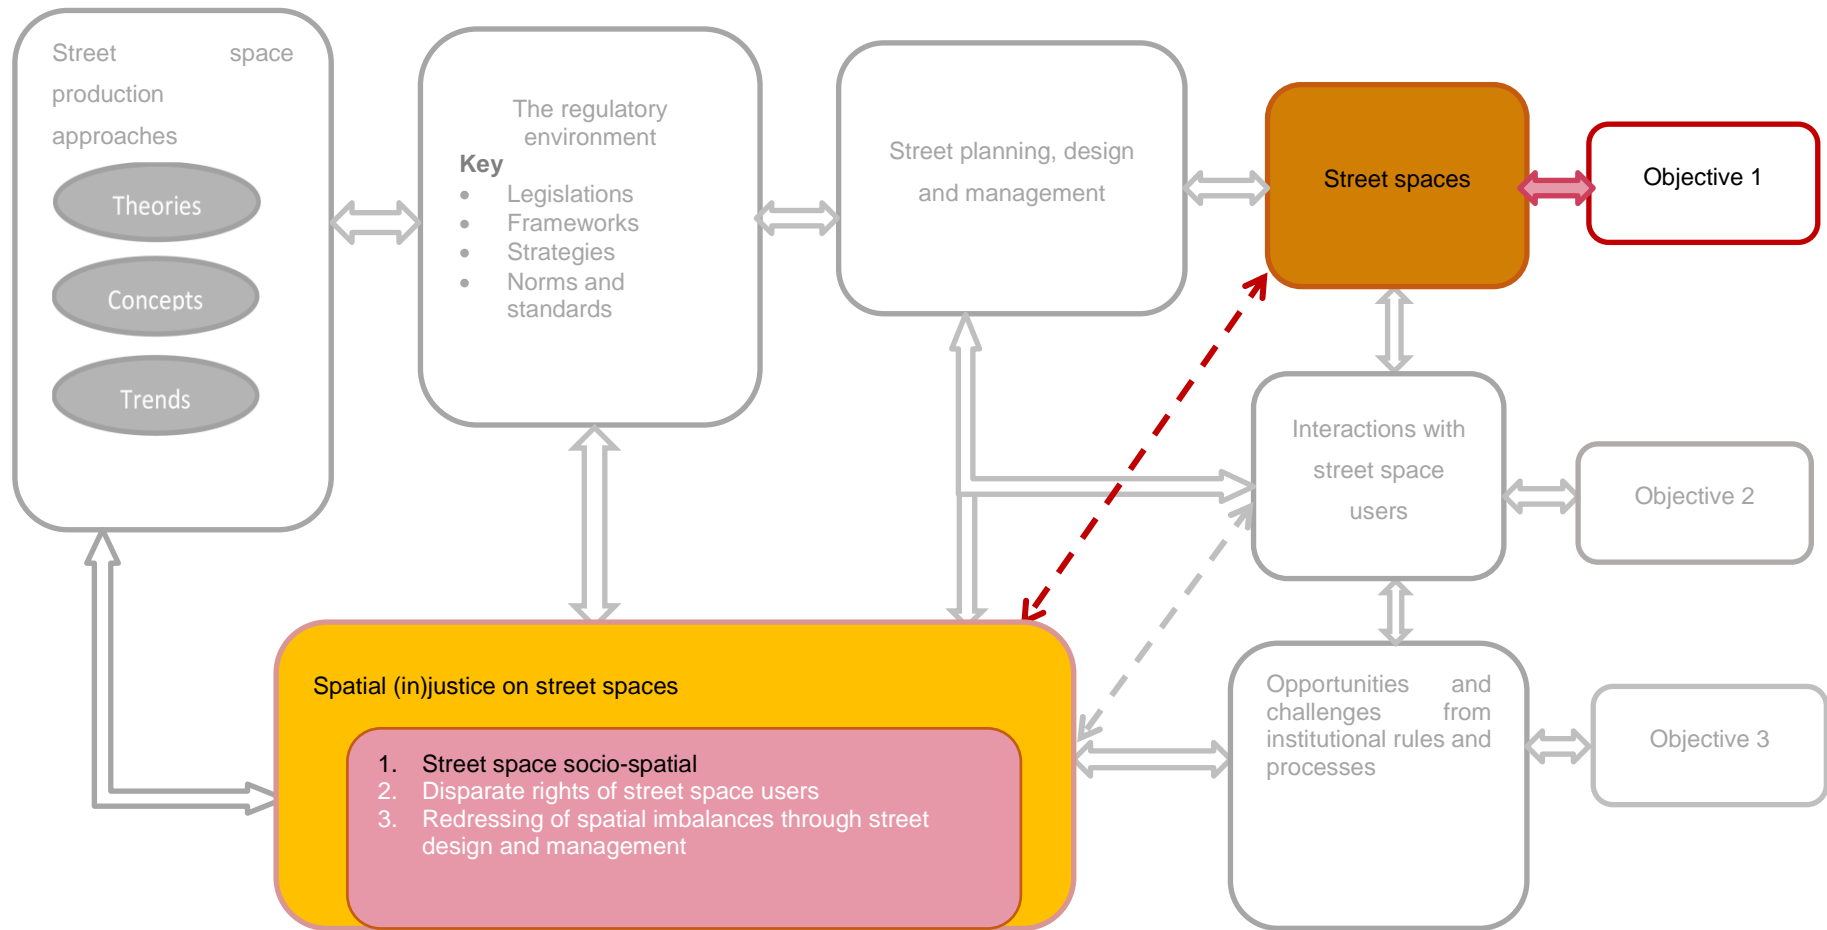 Street space
production
approaches
Theories
Concepts
Trends
The regulatory
environment
Key
• Legislations
• Frameworks
• Strategies
• Norms and
standards
Street planning, design
and management
Street spaces
Objective 1
Interactions with
street space
users
Objective 2
Spatial (in)justice on street spaces
1. Street space socio-spatial
2. Disparate rights of street space users
3. Redressing of spatial imbalances through street
design and management
Opportunities and
challenges from
institutional rules and
processes
Objective 3